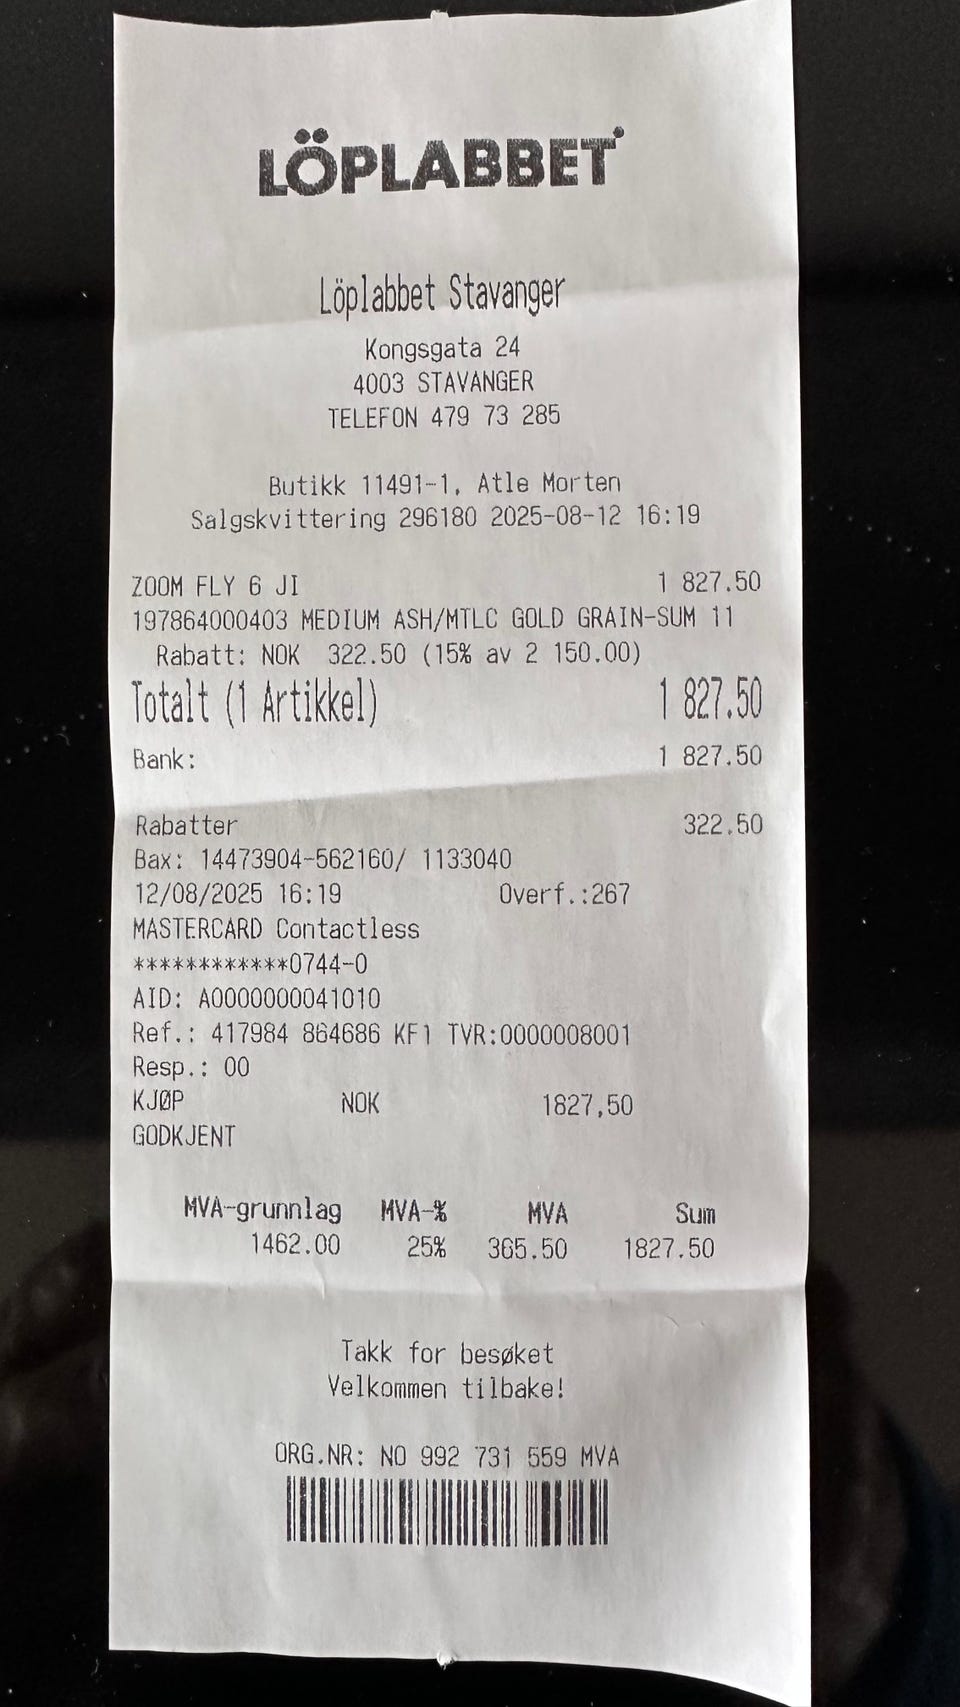 LÖPLABBET
Löplabbet Stavanger
Kongsgata 24
4003 STAVANGER
TELEFON 479 73 285
Butikk 11491-1, Atle Morten
Salgskvittering 296180 2025-08-12 16:19
ZOOM FLY 6 JI 1 827.50
197864000403 MEDIUM ASH/MTLC GOLD GRAIN-SUM 11
Rabatt: NOK 322.50 (15% av 2 150.00)
Totalt (1 Artikkel) 1 827.50
Bank: 1 827.50
Rabatter 322.50
Bax: 14473904-562160/ 1133040
12/08/2025 16:19 Overf.:267
MASTERCARD Contactless
************0744-0
AID: A0000000041010
Ref.: 417984 864686 KF1 TVR:0000008001
Resp.: 00
KJØP NOK 1827,50
GODKJENT
MVA-grunnlag MVA-% MVA Sum
1462.00 25% 365.50 1827.50
Takk for besøket
Velkommen tilbake!
ORG.NR: NO 992 731 559 MVA